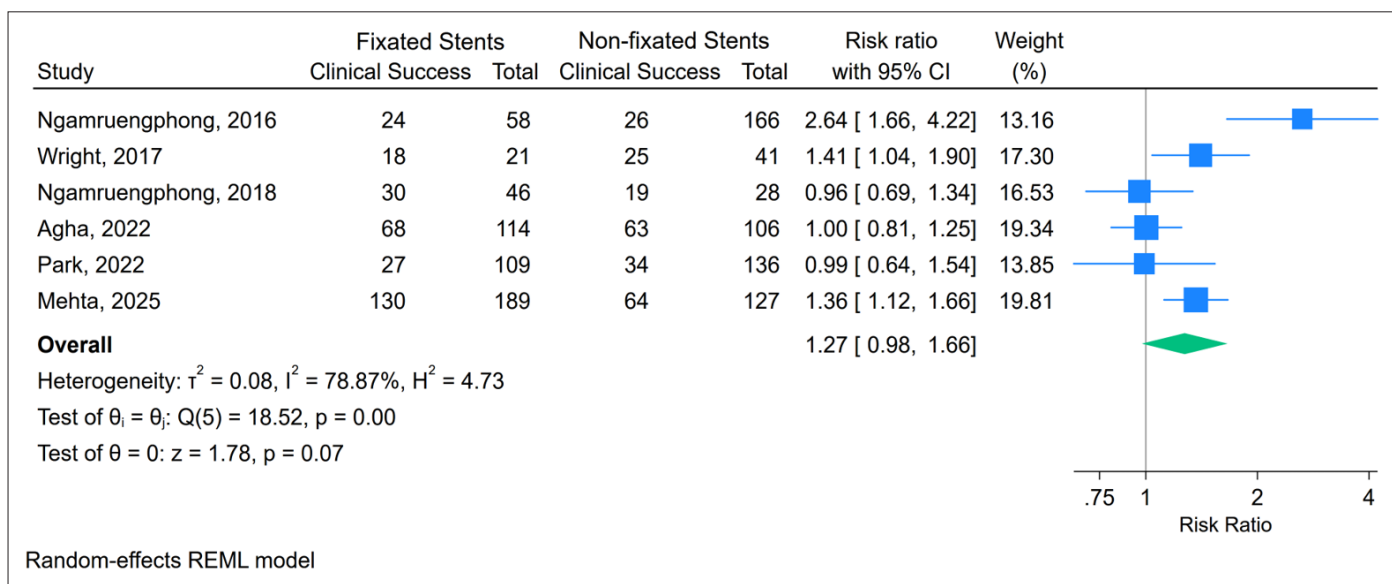 Fixated Stents Non-fixated Stents Risk ratio Weight
Study Clinical Success Total Clinical Success Total with 95% CI (%)
Ngamruengphong, 2016 24 58 26 166 2.64 [ 1.66, 4.22] 13.16
Wright, 2017 18 21 25 41 1.41 [ 1.04, 1.90] 17.30
Ngamruengphong, 2018 30 46 19 28 0.96 [ 0.69, 1.34] 16.53
Agha, 2022 68 114 63 106 1.00 [ 0.81, 1.25] 19.34
Park, 2022 27 109 34 136 0.99 [ 0.64, 1.54] 13.85
Mehta, 2025 130 189 64 127 1.36 [ 1.12, 1.66] 19.81
Overall 1.27 [ 0.98, 1.66]
Heterogeneity: τ² = 0.08, I² = 78.87%, H² = 4.73
Test of θᵢ = θⱼ: Q(5) = 18.52, p = 0.00
Test of θ = 0: z = 1.78, p = 0.07
.75 1 2 4
Risk Ratio
Random-effects REML model